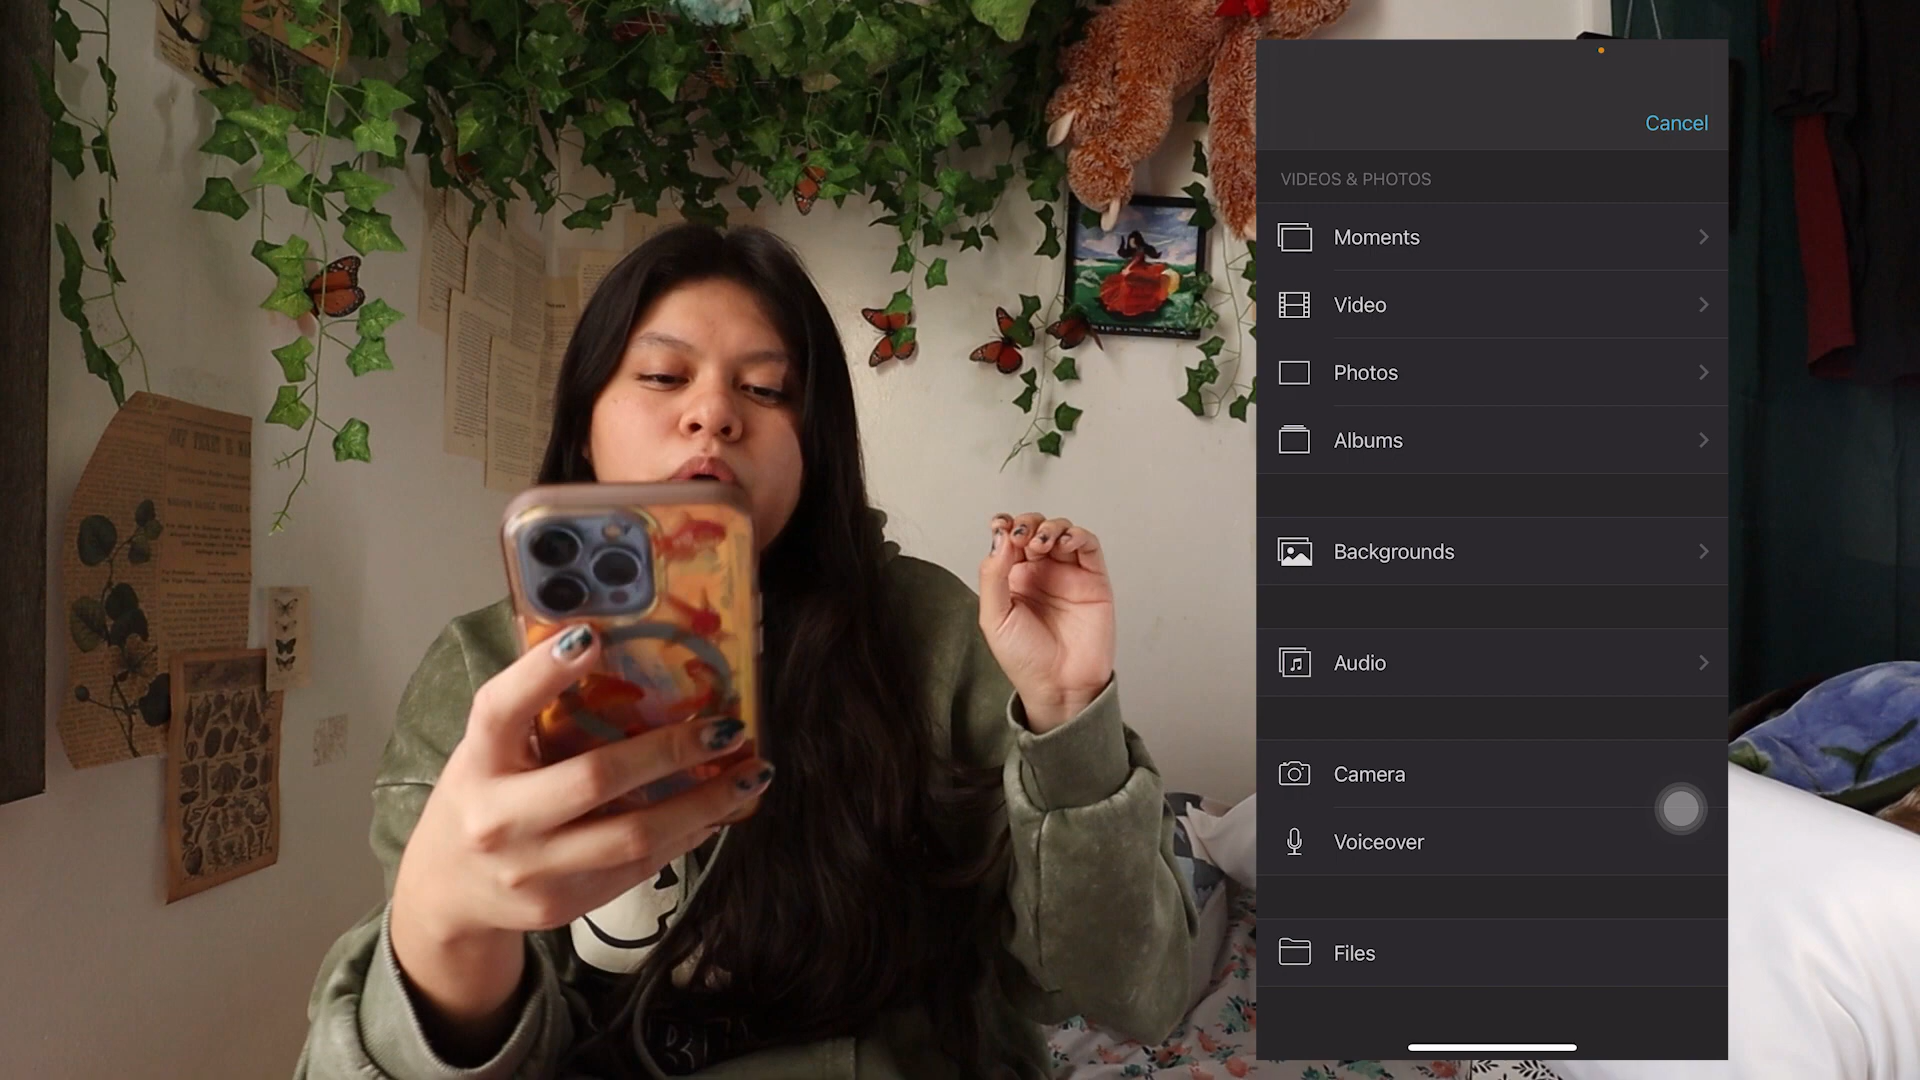 Cancel
VIDEOS & PHOTOS
Moments
Video
Photos
Albums
Backgrounds
Audio
Camera
Voiceover
Files